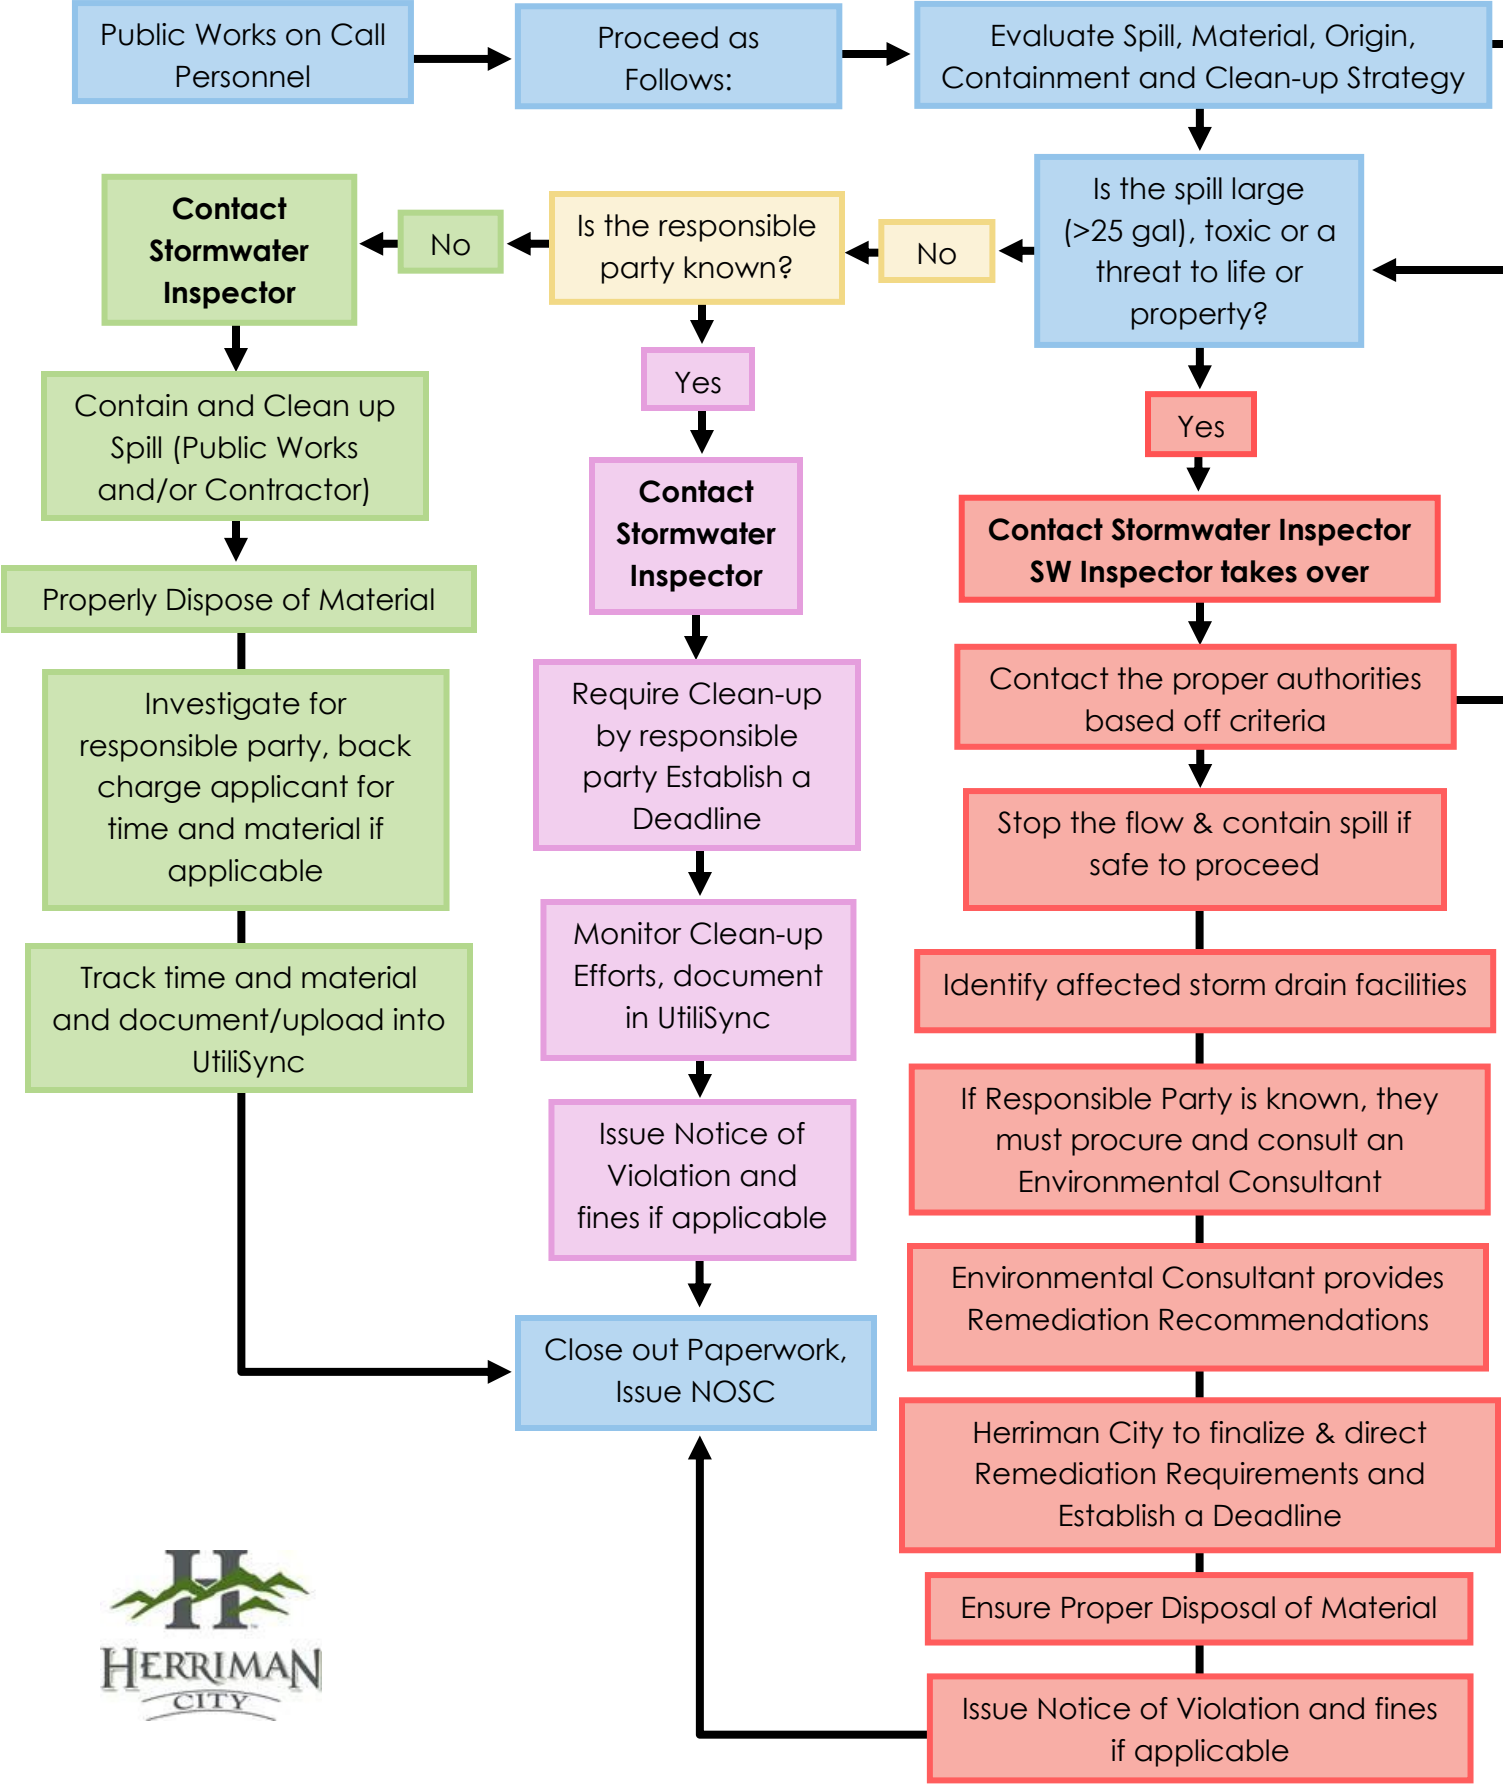 Public Works on Call
Personnel
Proceed as
Follows:
Evaluate Spill, Material, Origin,
Containment and Clean-up Strategy
Is the spill large
(>25 gal), toxic or a
threat to life or
property?
No
Is the responsible
party known?
No
Contact
Stormwater
Inspector
Contain and Clean up
Spill (Public Works
and/or Contractor)
Properly Dispose of Material
Investigate for
responsible party, back
charge applicant for
time and material if
applicable
Track time and material
and document/upload into
UtiliSync
Yes
Contact
Stormwater
Inspector
Require Clean-up
by responsible
party Establish a
Deadline
Monitor Clean-up
Efforts, document
in UtiliSync
Issue Notice of
Violation and
fines if applicable
Close out Paperwork,
Issue NOSC
Yes
Contact Stormwater Inspector
SW Inspector takes over
Contact the proper authorities
based off criteria
Stop the flow & contain spill if
safe to proceed
Identify affected storm drain facilities
If Responsible Party is known, they
must procure and consult an
Environmental Consultant
Environmental Consultant provides
Remediation Recommendations
Herriman City to finalize & direct
Remediation Requirements and
Establish a Deadline
Ensure Proper Disposal of Material
Issue Notice of Violation and fines
if applicable
H
HERRIMAN
CITY